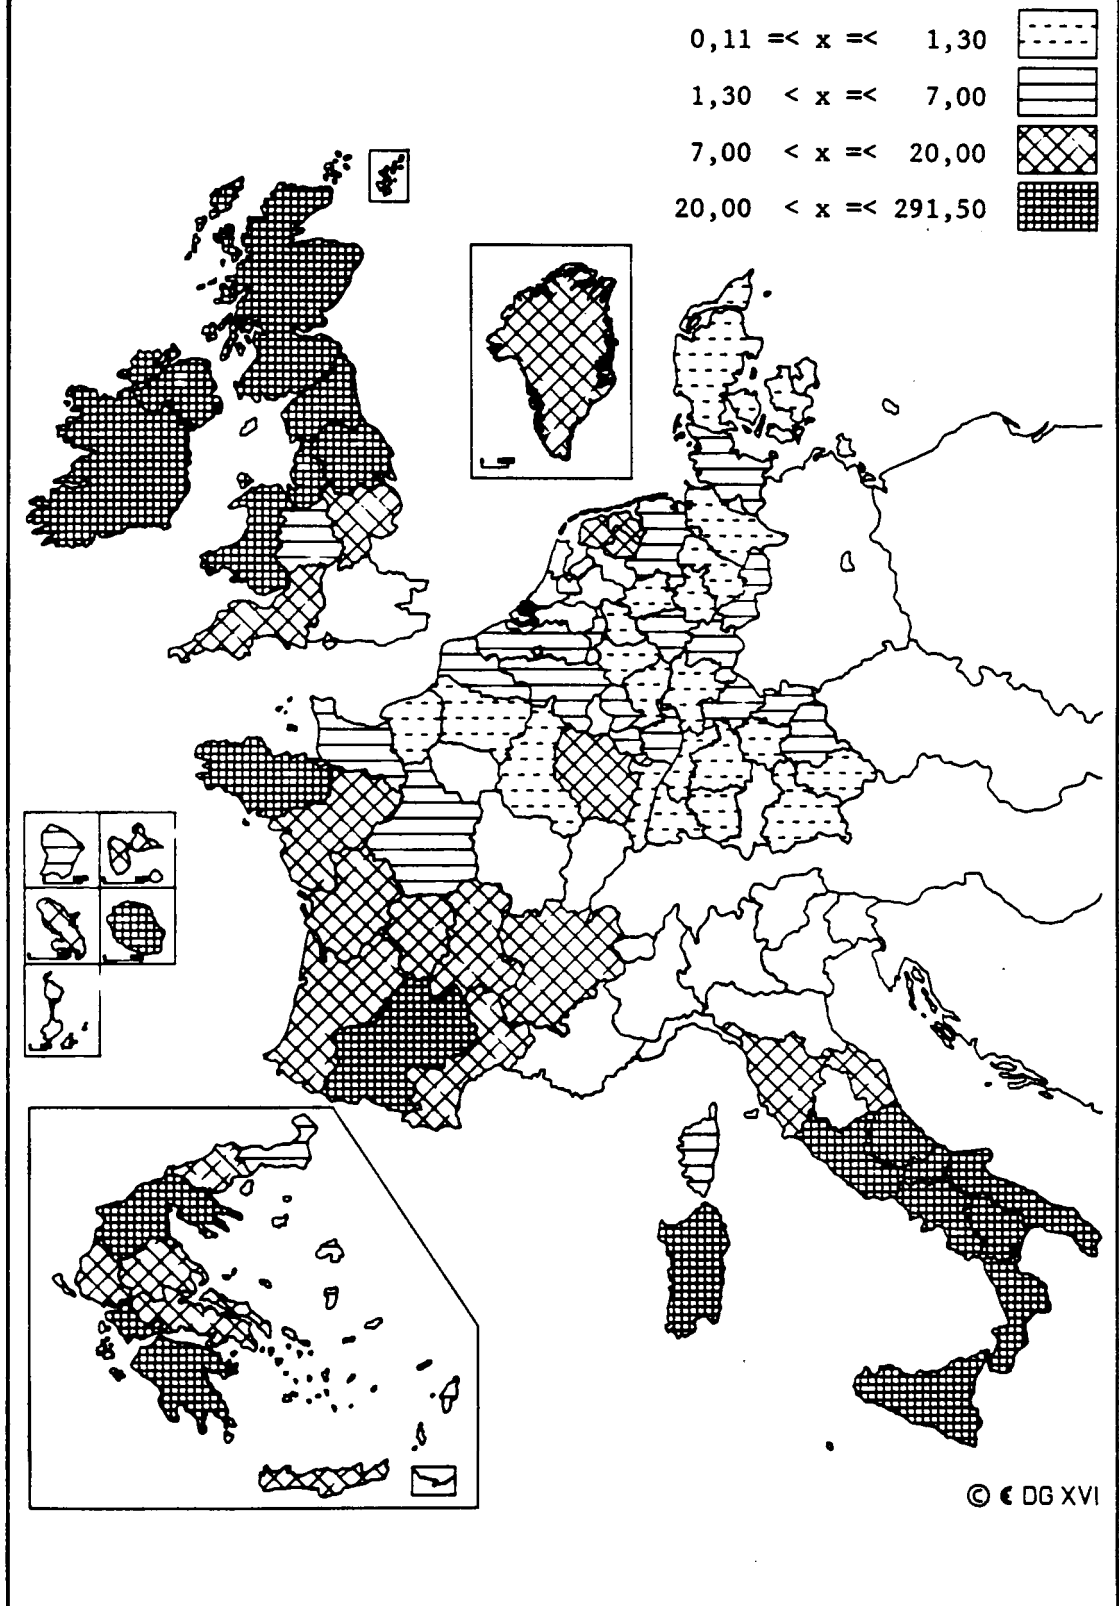 0,11 =< x =< 1,30
1,30 < x =< 7,00
7,00 < x =< 20,00
20,00 < x =< 291,50
© € DG XVI